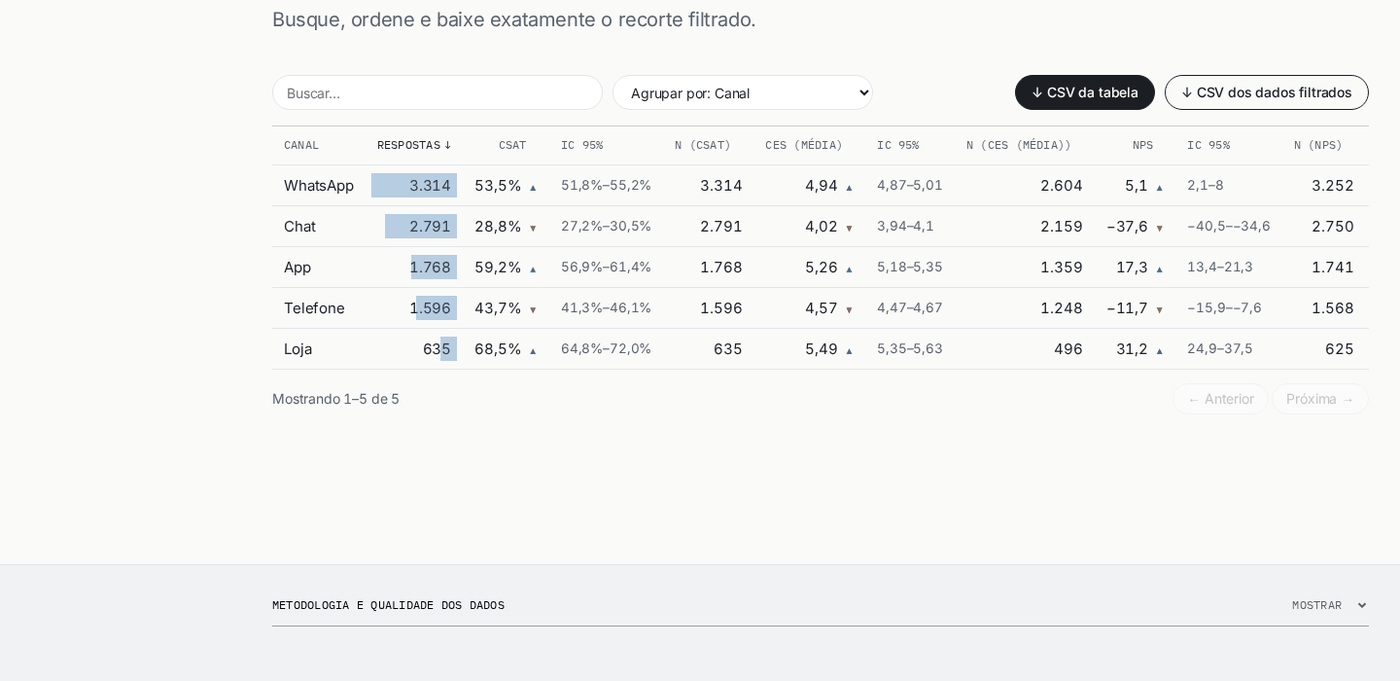 Busque, ordene e baixe exatamente o recorte filtrado.
Buscar... Agrupar por: Canal ↓ CSV da tabela ↓ CSV dos dados filtrados
CANAL RESPOSTAS ↓ CSAT IC 95% N (CSAT) CES (MÉDIA) IC 95% N (CES (MÉDIA)) NPS IC 95% N (NPS)
WhatsApp 3.314 53,5% ▲ 51,8%–55,2% 3.314 4,94 ▲ 4,87–5,01 2.604 5,1 ▲ 2,1–8 3.252
Chat 2.791 28,8% ▼ 27,2%–30,5% 2.791 4,02 ▼ 3,94–4,1 2.159 −37,6 ▼ −40,5–−34,6 2.750
App 1.768 59,2% ▲ 56,9%–61,4% 1.768 5,26 ▲ 5,18–5,35 1.359 17,3 ▲ 13,4–21,3 1.741
Telefone 1.596 43,7% ▼ 41,3%–46,1% 1.596 4,57 ▼ 4,47–4,67 1.248 −11,7 ▼ −15,9–−7,6 1.568
Loja 635 68,5% ▲ 64,8%–72,0% 635 5,49 ▲ 5,35–5,63 496 31,2 ▲ 24,9–37,5 625
Mostrando 1–5 de 5 ← Anterior Próxima →
METODOLOGIA E QUALIDADE DOS DADOS MOSTRAR